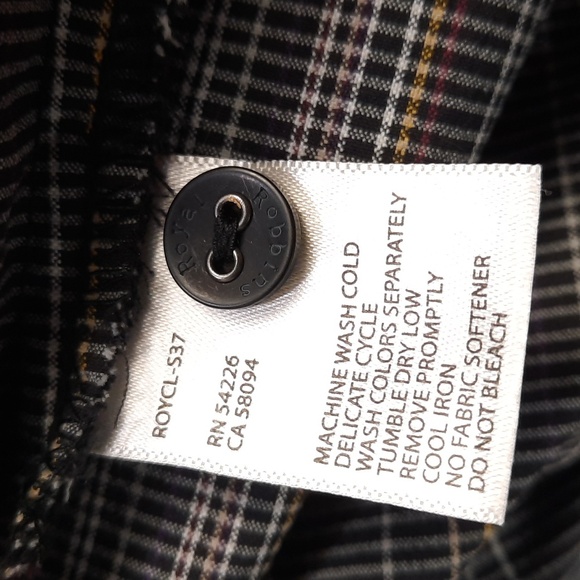 Royal Robbins
ROYCL-537
RN 54226
CA 58094
MACHINE WASH COLD
DELICATE CYCLE
WASH COLORS SEPARATELY
TUMBLE DRY LOW
REMOVE PROMPTLY
COOL IRON
NO FABRIC SOFTENER
DO NOT BLEACH